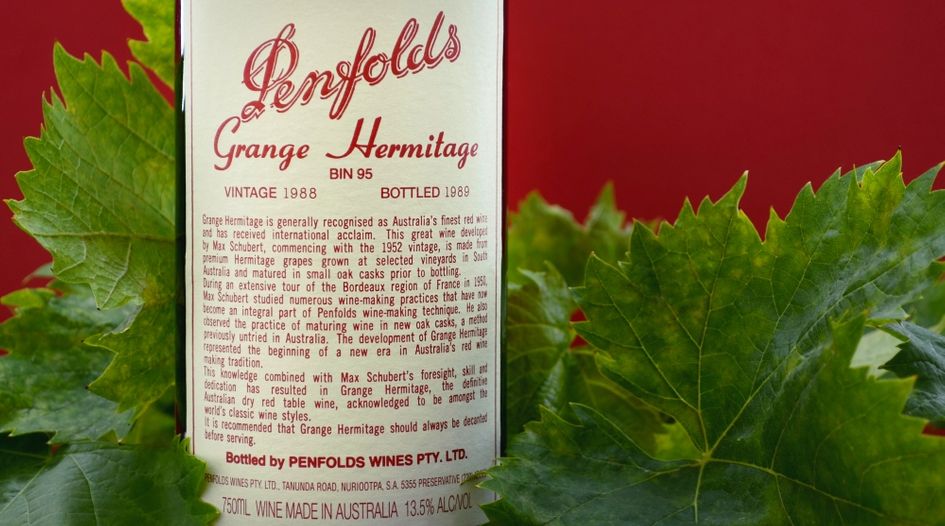 Penfolds
Grange Hermitage
BIN 95
VINTAGE 1988 BOTTLED 1989
Grange Hermitage is generally recognised as Australia's finest red wine
and has received international acclaim. This great wine developed
by Max Schubert, commencing with the 1952 vintage, is made from
premium Hermitage grapes grown at selected vineyards in South
Australia and matured in small oak casks prior to bottling.
During an extensive tour of the Bordeaux region of France in 1950,
Max Schubert studied numerous wine-making practices that have now
become an integral part of Penfolds wine-making technique. He also
observed the practice of maturing wine in new oak casks, a method
previously untried in Australia. The development of Grange Hermitage
represented the beginning of a new era in Australia's red wine
making tradition.
This knowledge combined with Max Schubert's foresight, skill and
dedication has resulted in Grange Hermitage, the definitive
Australian dry red table wine, acknowledged to be amongst the
world's classic wine styles.
It is recommended that Grange Hermitage should always be decanted
before serving.
Bottled by PENFOLDS WINES PTY. LTD.
PENFOLDS WINES PTY. LTD., TANUNDA ROAD, NURIOOTPA, S.A. 5355 PRESERVATIVE
750ML WINE MADE IN AUSTRALIA 13.5% ALC/VOL